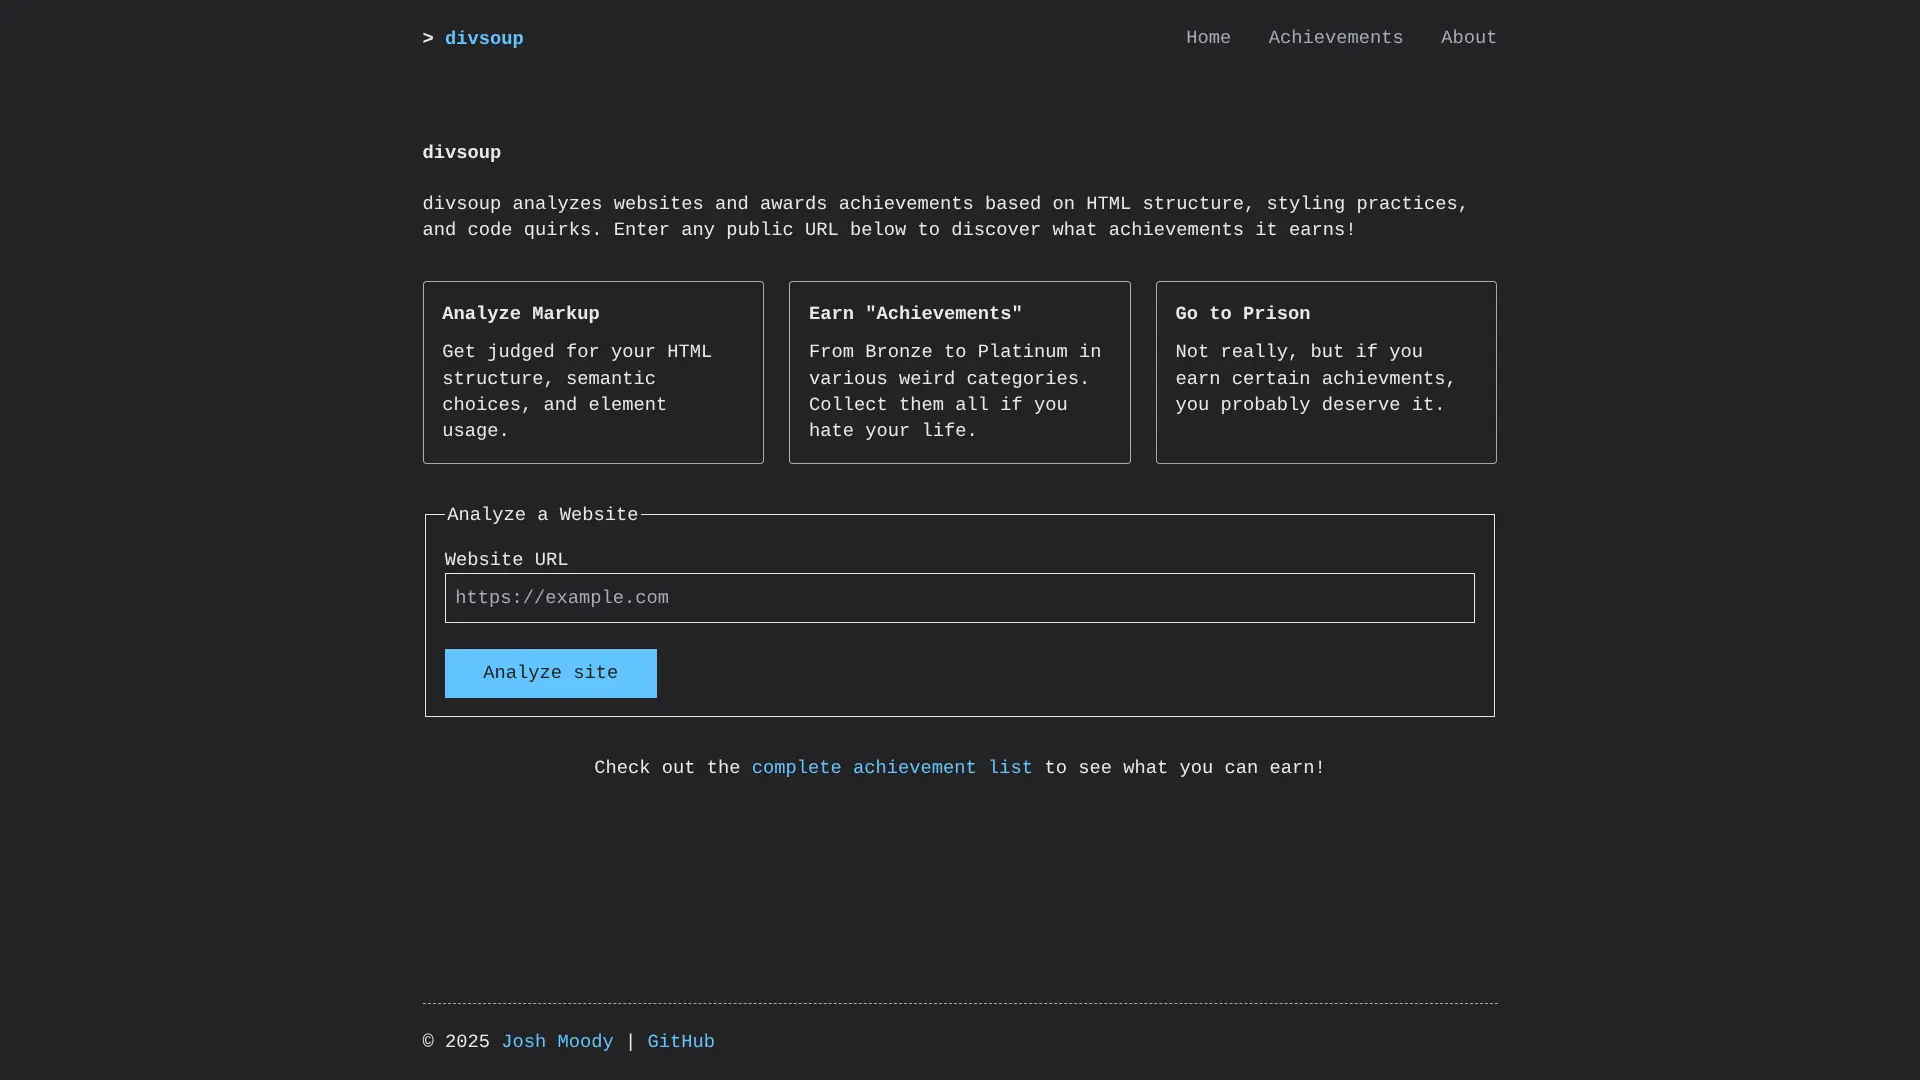 > divsoup
Home Achievements About
divsoup
divsoup analyzes websites and awards achievements based on HTML structure, styling practices,
and code quirks. Enter any public URL below to discover what achievements it earns!
Analyze Markup
Get judged for your HTML
structure, semantic
choices, and element
usage.
Earn "Achievements"
From Bronze to Platinum in
various weird categories.
Collect them all if you
hate your life.
Go to Prison
Not really, but if you
earn certain achievments,
you probably deserve it.
Analyze a Website
Website URL
https://example.com
Analyze site
Check out the complete achievement list to see what you can earn!
© 2025 Josh Moody | GitHub